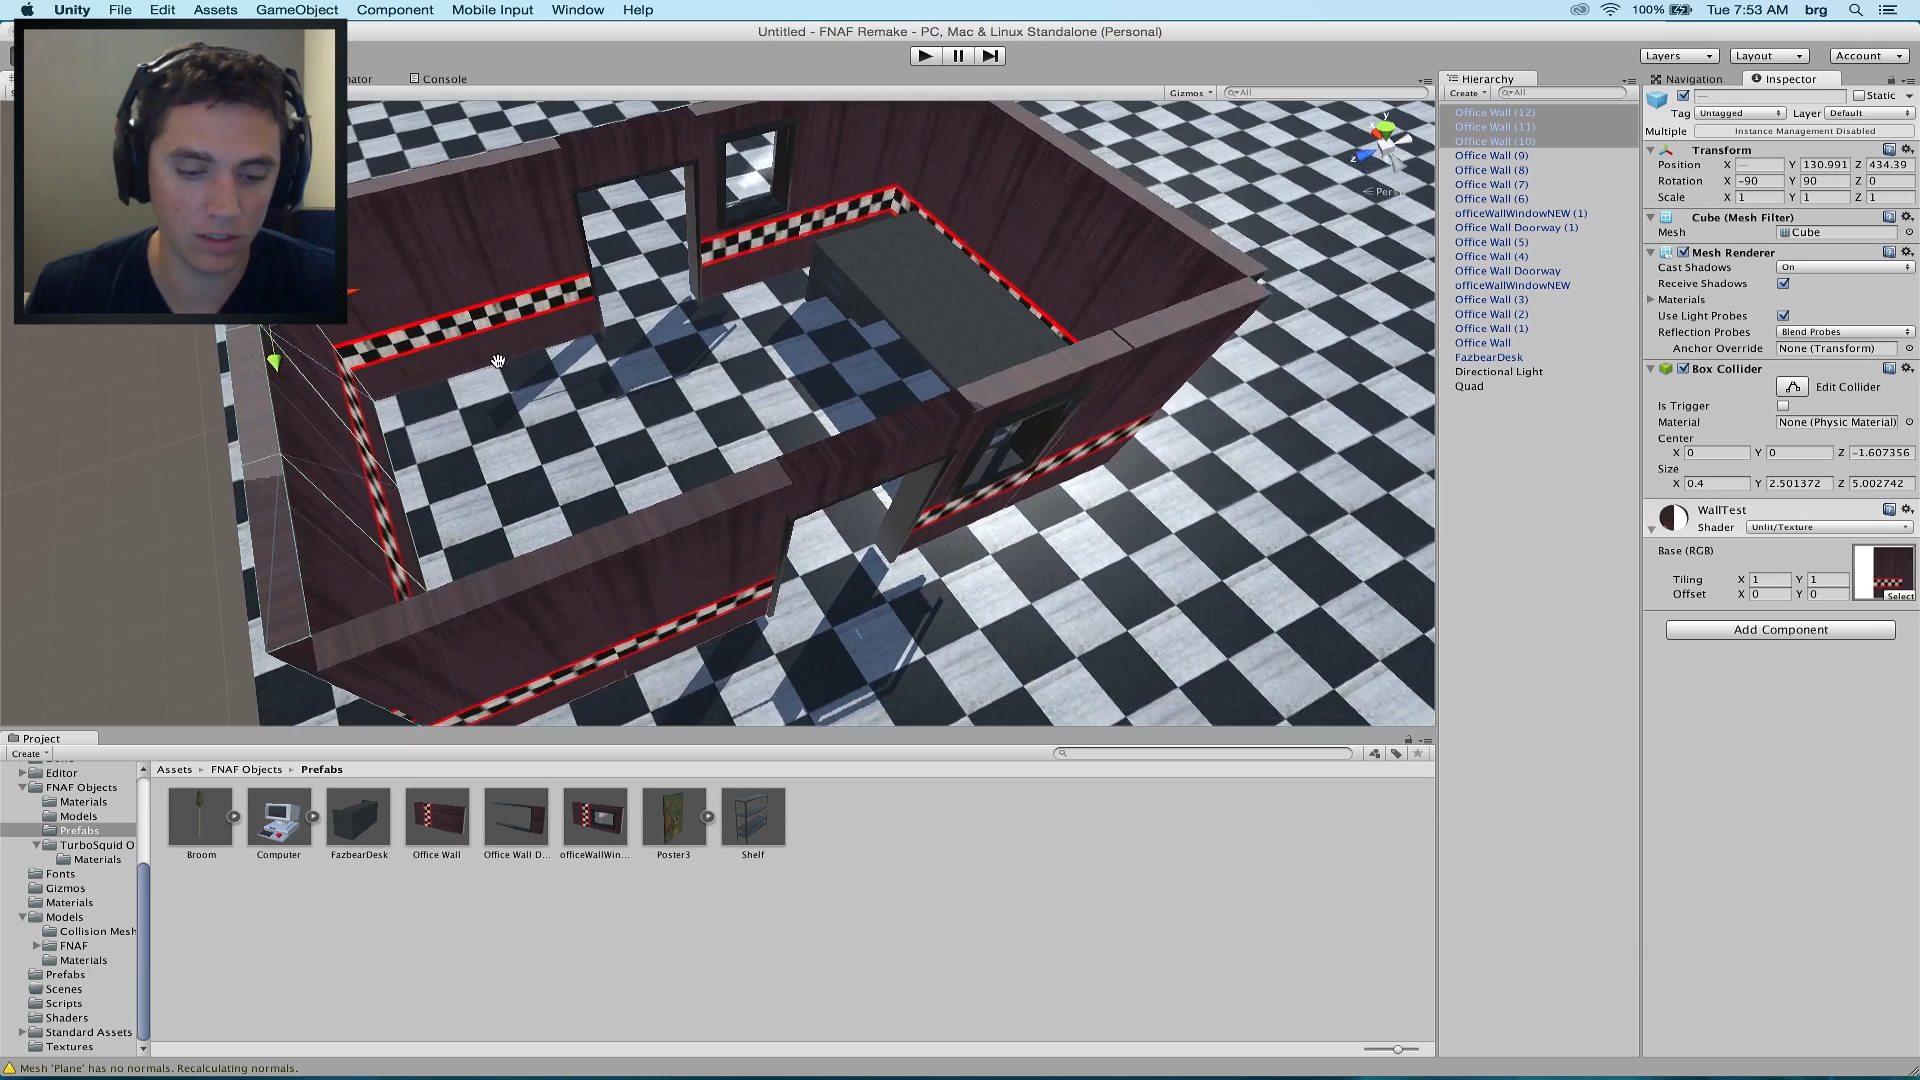 Unity File Edit Assets GameObject Component Mobile Input Window Help 100% Tue 7:53 AM brg
Untitled - FNAF Remake - PC, Mac & Linux Standalone (Personal)
Layers Layout Account
nator Console Hierarchy Navigation Inspector
Gizmos All Create All Static
Tag Untagged Layer Default
Multiple Instance Management Disabled
Office Wall (12)
Office Wall (11)
Office Wall (10)
Office Wall (9)
Office Wall (8)
Office Wall (7)
Office Wall (6)
officeWallWindowNEW (1)
Office Wall Doorway (1)
Office Wall (5)
Office Wall (4)
Office Wall Doorway
officeWallWindowNEW
Office Wall (3)
Office Wall (2)
Office Wall (1)
Office Wall
FazbearDesk
Directional Light
Quad
y
x
z
Pers
Transform
Position X — Y 130.991 Z 434.39
Rotation X -90 Y 90 Z 0
Scale X 1 Y 1 Z 1
Cube (Mesh Filter)
Mesh Cube
Mesh Renderer
Cast Shadows On
Receive Shadows
Materials
Use Light Probes
Reflection Probes Blend Probes
Anchor Override None (Transform)
Box Collider
Edit Collider
Is Trigger
Material None (Physic Material)
Center
X 0 Y 0 Z -1.607356
Size
X 0.4 Y 2.501372 Z 5.002742
WallTest
Shader Unlit/Texture
Base (RGB)
Tiling X 1 Y 1
Offset X 0 Y 0
Select
Add Component
Project
Create
Assets FNAF Objects Prefabs
Editor
FNAF Objects
Materials
Models
Prefabs
TurboSquid O
Materials
Fonts
Gizmos
Materials
Models
Collision Mesh
FNAF
Materials
Prefabs
Scenes
Scripts
Shaders
Standard Assets
Textures
Broom Computer FazbearDesk Office Wall Office Wall D... officeWallWin... Poster3 Shelf
Mesh 'Plane' has no normals. Recalculating normals.